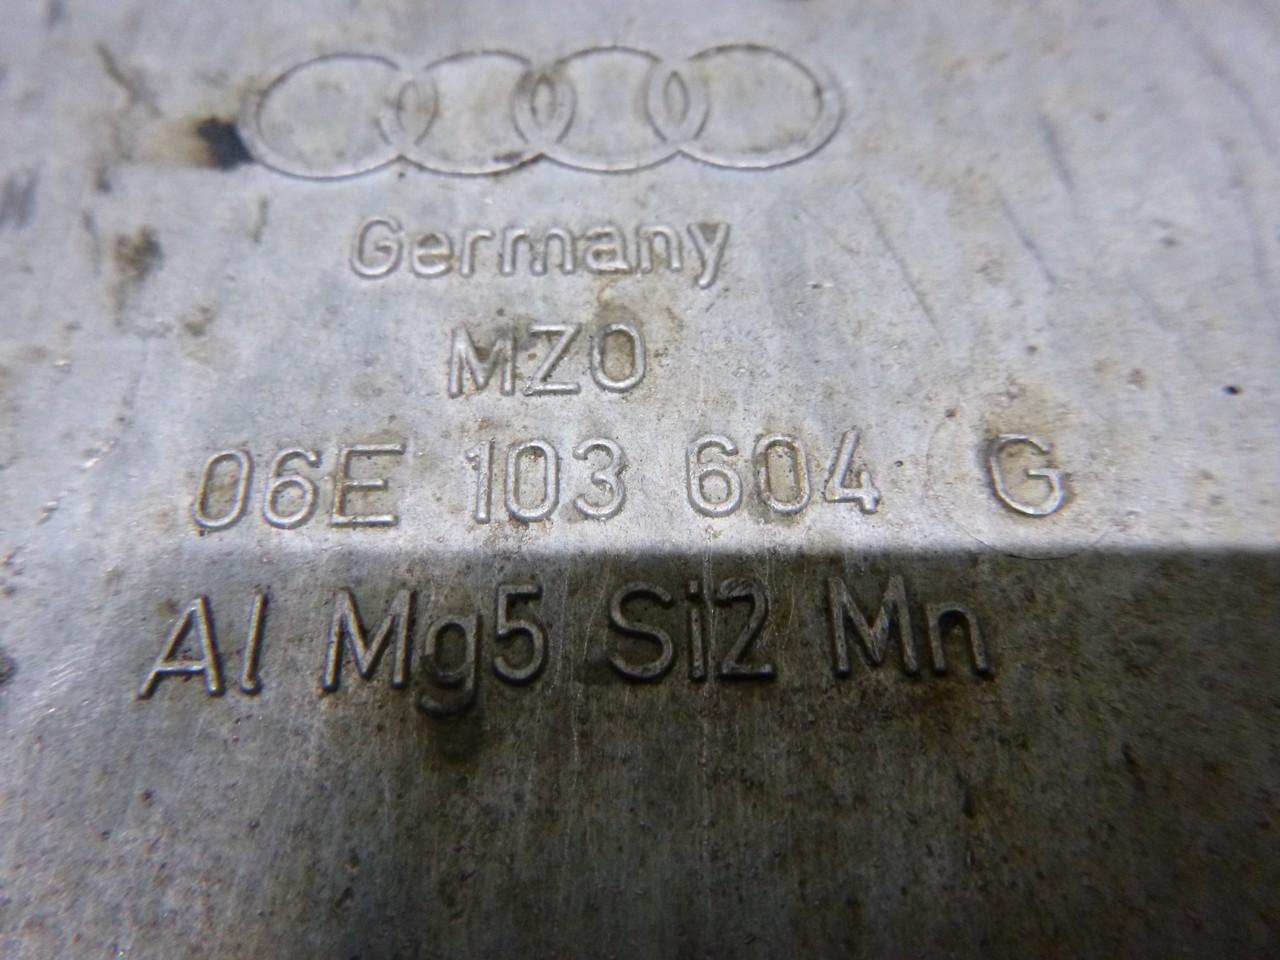 Germany
MZO
06E 103 604 G
Al Mg5 Si2 Mn